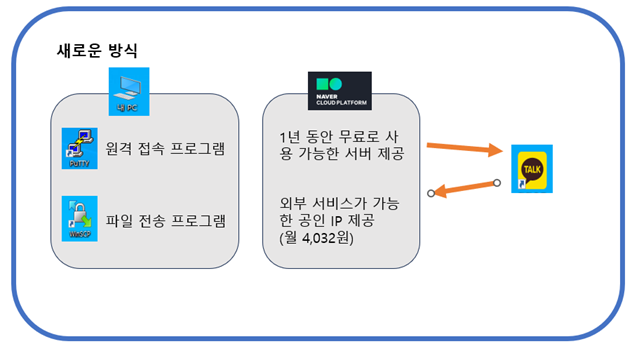 새로운 방식
내 PC
PuTTY
원격 접속 프로그램
WinSCP
파일 전송 프로그램
NAVER
CLOUD PLATFORM
1년 동안 무료로 사
용 가능한 서버 제공
외부 서비스가 가능
한 공인 IP 제공
(월 4,032원)
TALK